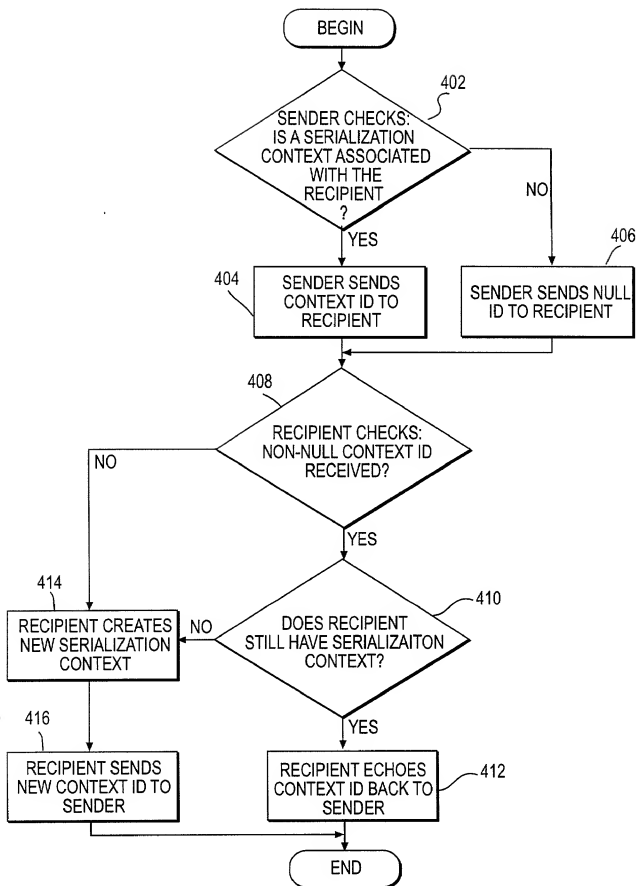 BEGIN
402
SENDER CHECKS:
IS A SERIALIZATION
CONTEXT ASSOCIATED
WITH THE
RECIPIENT
?
NO
YES
406
404
SENDER SENDS
CONTEXT ID TO
RECIPIENT
SENDER SENDS NULL
ID TO RECIPIENT
408
RECIPIENT CHECKS:
NON-NULL CONTEXT ID
RECEIVED?
NO
YES
414
410
RECIPIENT CREATES
NEW SERIALIZATION
CONTEXT
NO
DOES RECIPIENT
STILL HAVE SERIALIZAITON
CONTEXT?
YES
416
RECIPIENT SENDS
NEW CONTEXT ID TO
SENDER
RECIPIENT ECHOES
CONTEXT ID BACK TO
SENDER
412
END